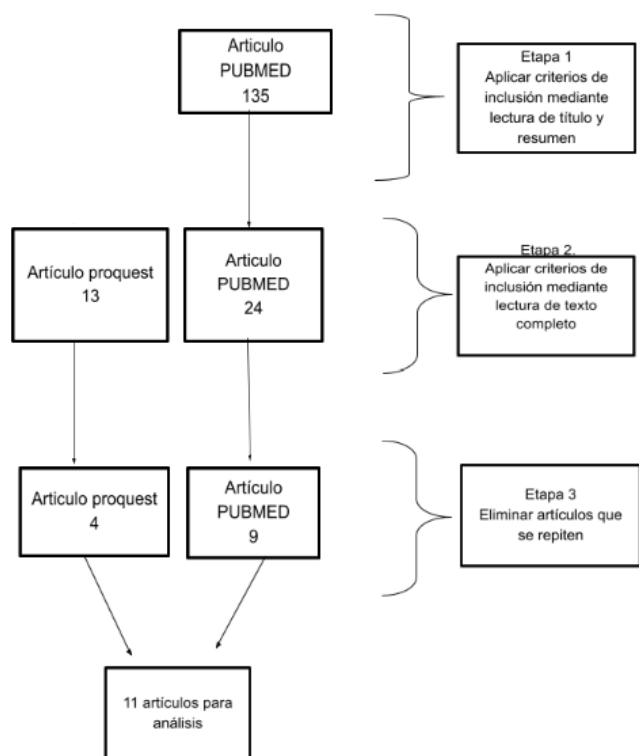 Articulo
PUBMED
135
Etapa 1
Aplicar criterios de
inclusión mediante
lectura de título y
resumen
Artículo proquest
13
Articulo
PUBMED
24
Etapa 2.
Aplicar criterios de
inclusión mediante
lectura de texto
completo
Articulo proquest
4
Artículo
PUBMED
9
Etapa 3
Eliminar artículos que
se repiten
11 artículos para
análisis